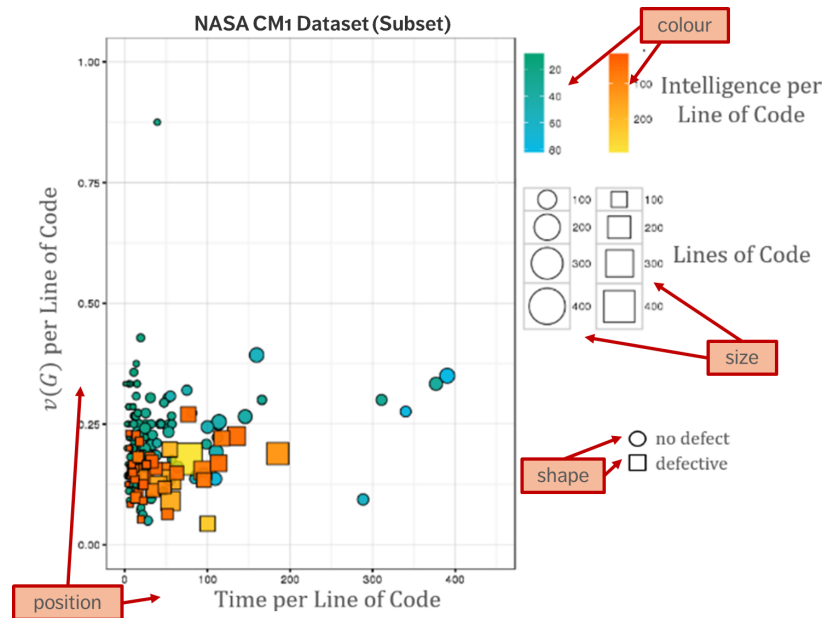 NASA CM1 Dataset (Subset)
colour
1.00
0.75
0.50
0.25
0.00
v(G) per Line of Code
0
100
200
300
400
Time per Line of Code
20
40
60
80
100
200
Intelligence per
Line of Code
100
200
300
400
100
200
300
400
Lines of Code
size
no defect
defective
shape
position